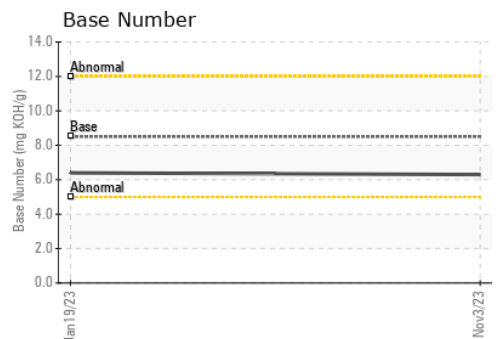 Base Number
Base Number (mg KOH/g)
14.0
12.0
10.0
8.0
6.0
4.0
2.0
0.0
Abnormal
Base
Abnormal
Jan19/23
Nov3/23